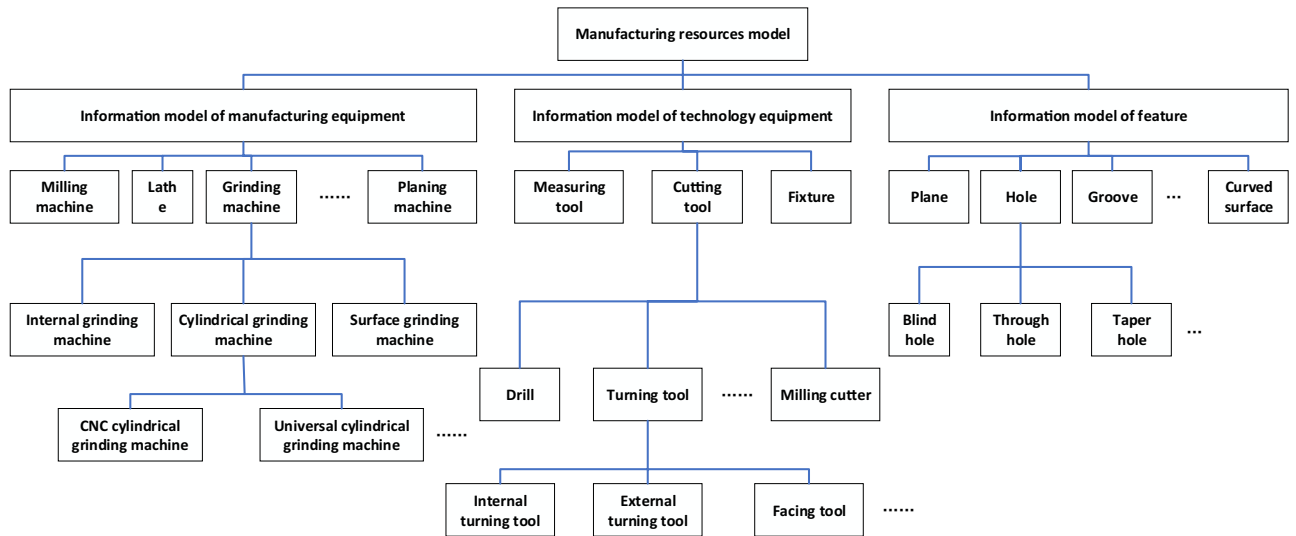 Manufacturing resources model
Information model of manufacturing equipment
Information model of technology equipment
Information model of feature
Milling
machine
Lath
e
Grinding
machine
......
Planing
machine
Measuring
tool
Cutting
tool
Fixture
Plane
Hole
Groove
...
Curved
surface
Internal grinding
machine
Cylindrical grinding
machine
Surface grinding
machine
Blind
hole
Through
hole
Taper
hole
...
Drill
Turning tool
......
Milling cutter
CNC cylindrical
grinding machine
Universal cylindrical
grinding machine
......
Internal
turning tool
External
turning tool
Facing tool
......